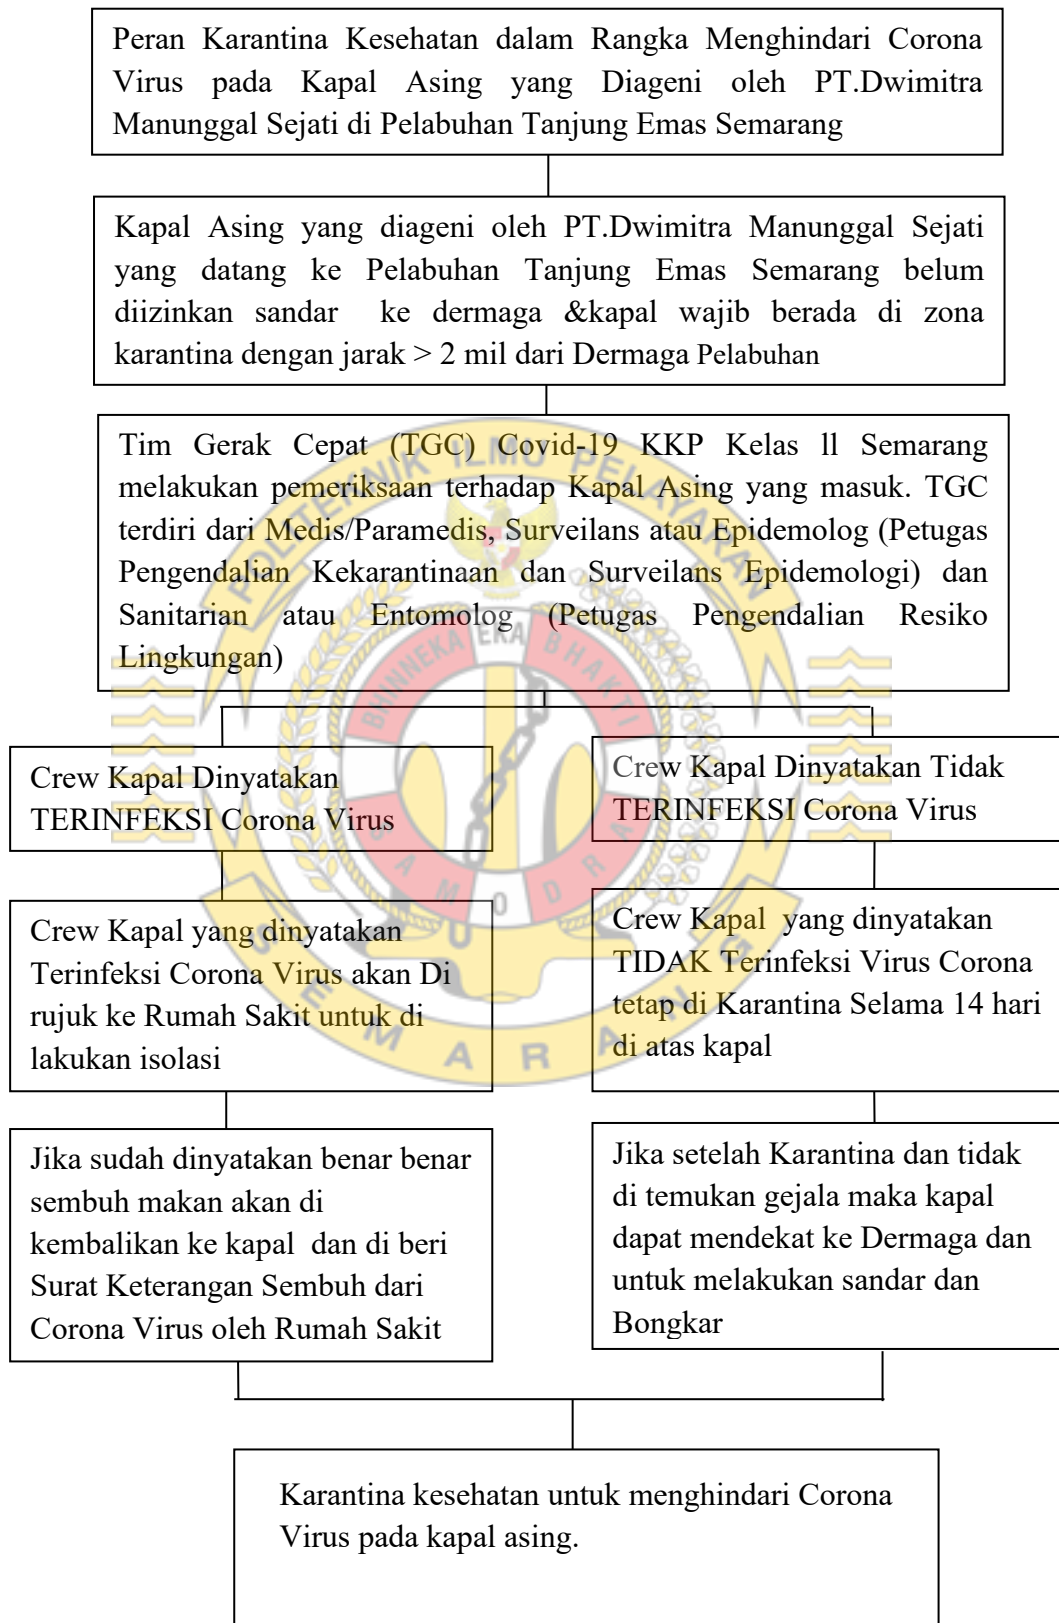 Peran Karantina Kesehatan dalam Rangka Menghindari Corona
Virus pada Kapal Asing yang Diageni oleh PT.Dwimitra
Manunggal Sejati di Pelabuhan Tanjung Emas Semarang
Kapal Asing yang diageni oleh PT.Dwimitra Manunggal Sejati
yang datang ke Pelabuhan Tanjung Emas Semarang belum
diizinkan sandar ke dermaga &kapal wajib berada di zona
karantina dengan jarak > 2 mil dari Dermaga Pelabuhan
Tim Gerak Cepat (TGC) Covid-19 KKP Kelas ll Semarang
melakukan pemeriksaan terhadap Kapal Asing yang masuk. TGC
terdiri dari Medis/Paramedis, Surveilans atau Epidemolog (Petugas
Pengendalian Kekarantinaan dan Surveilans Epidemologi) dan
Sanitarian atau Entomolog (Petugas Pengendalian Resiko
Lingkungan)
Crew Kapal Dinyatakan
TERINFEKSI Corona Virus
Crew Kapal Dinyatakan Tidak
TERINFEKSI Corona Virus
Crew Kapal yang dinyatakan
Terinfeksi Corona Virus akan Di
rujuk ke Rumah Sakit untuk di
lakukan isolasi
Crew Kapal yang dinyatakan
TIDAK Terinfeksi Virus Corona
tetap di Karantina Selama 14 hari
di atas kapal
Jika sudah dinyatakan benar benar
sembuh makan akan di
kembalikan ke kapal dan di beri
Surat Keterangan Sembuh dari
Corona Virus oleh Rumah Sakit
Jika setelah Karantina dan tidak
di temukan gejala maka kapal
dapat mendekat ke Dermaga dan
untuk melakukan sandar dan
Bongkar
Karantina kesehatan untuk menghindari Corona
Virus pada kapal asing.
POLITEKNIK ILMU PELAYARAN
BHINNEKA EKA BHAKTI
SAMODRA
SEMARANG